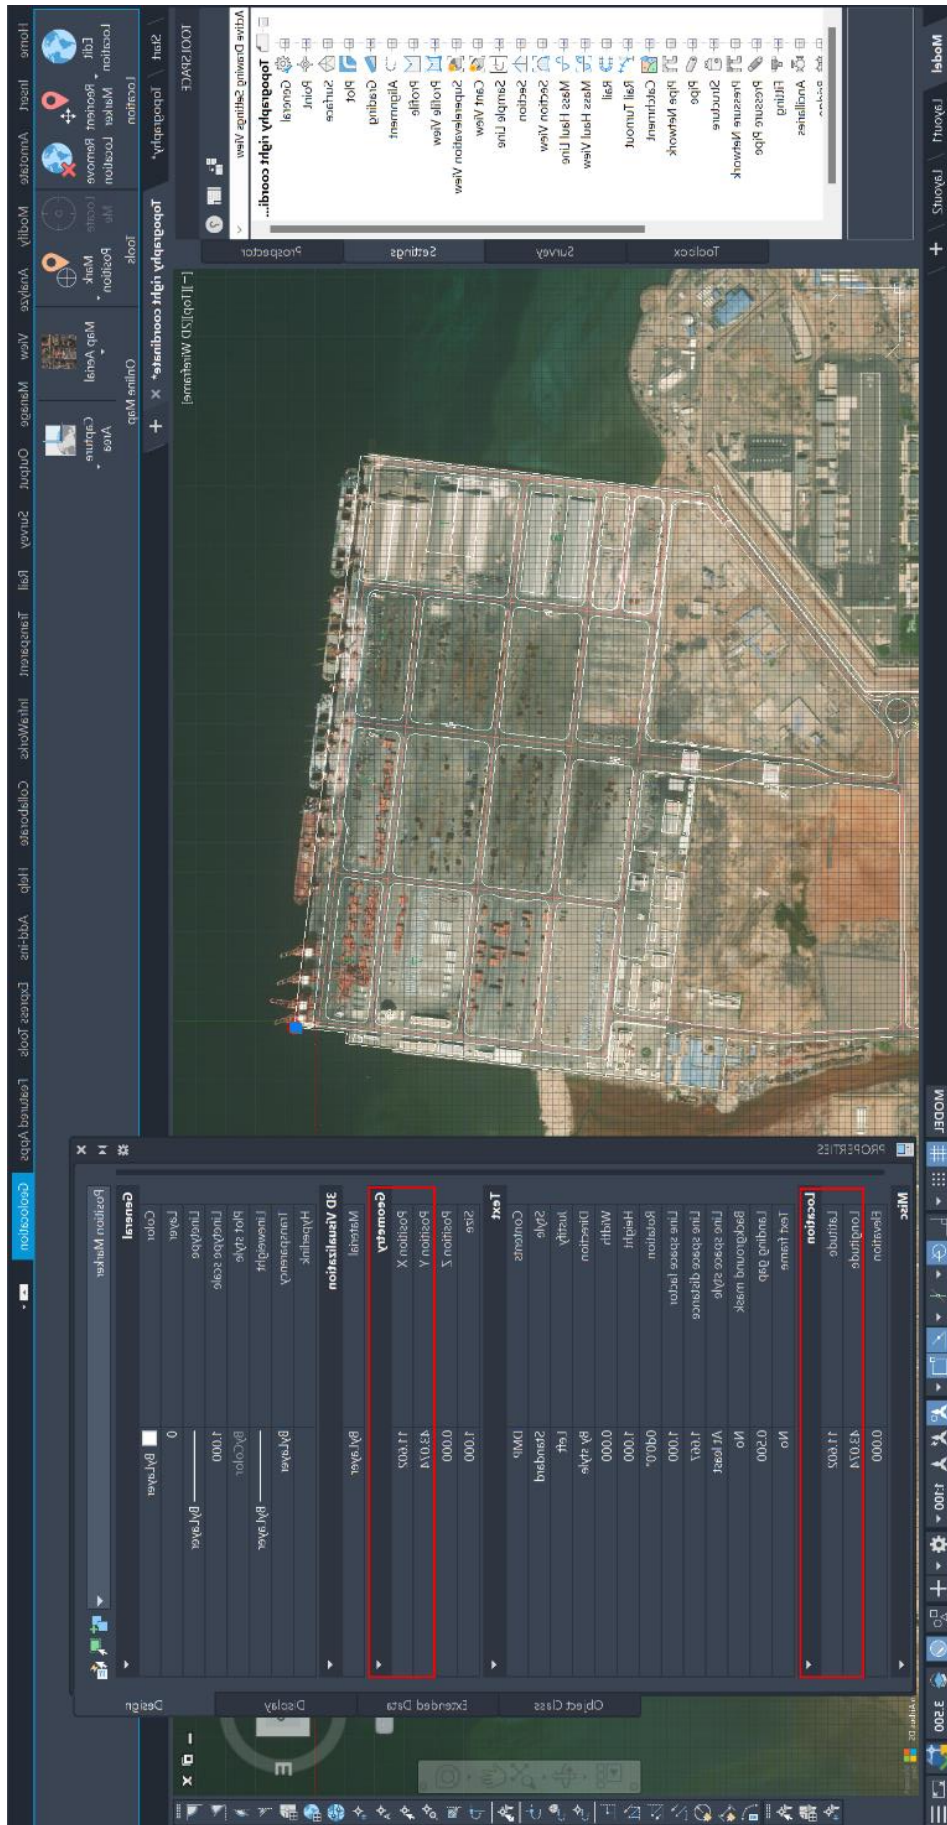 Home Insert Annotate Modify Analyze View Manage Output Survey Rail Transparent InfraWorks Collaborate Help Add-ins Express Tools Featured Apps Geolocation
Edit Location
Reorient Marker
Remove Location
Location
Locate Me
Mark Position
Tools
Map Aerial
Online Map
Capture Area
Start
Topography*
Topography right coordinate*
TOOLSPACE
Active Drawing Settings View
Topography right coordi...
General
Point
Surface
Plot
Grading
Alignment
Profile
Profile View
Superelevation View
Cant View
Sample Line
Section
Section View
Mass Haul Line
Mass Haul View
Rail
Rail Turnout
Catchment
Pipe Network
Structure
Pipe
Pressure Network
Pressure Pipe
Fitting
Prospector
Settings
Survey
Toolbox
[-][Top][2D Wireframe]
E
PROPERTIES
Position Marker
General
Color ByLayer
Layer 0
Linetype ByLayer
Linetype scale 1.000
Plot style ByColor
Lineweight ByLayer
Transparency ByLayer
Hyperlink
3D Visualization
Material ByLayer
Geometry
Position X 11.602
Position Y 43.074
Position Z 0.000
Size 1.000
Text
Contents DMP
Style Standard
Justify Left
Direction By style
Width 0.000
Height 1.000
Rotation 0d0'0"
Line space factor 1.000
Line space distance 1.667
Line space style At least
Background mask No
Landing gap 0.500
Text frame No
Location
Latitude 11.602
Longitude 43.074
Misc
Elevation 0.000
Design
Display
Extended Data
Object Class
Model Layout1 Layout2
MODEL
1:100
3.500